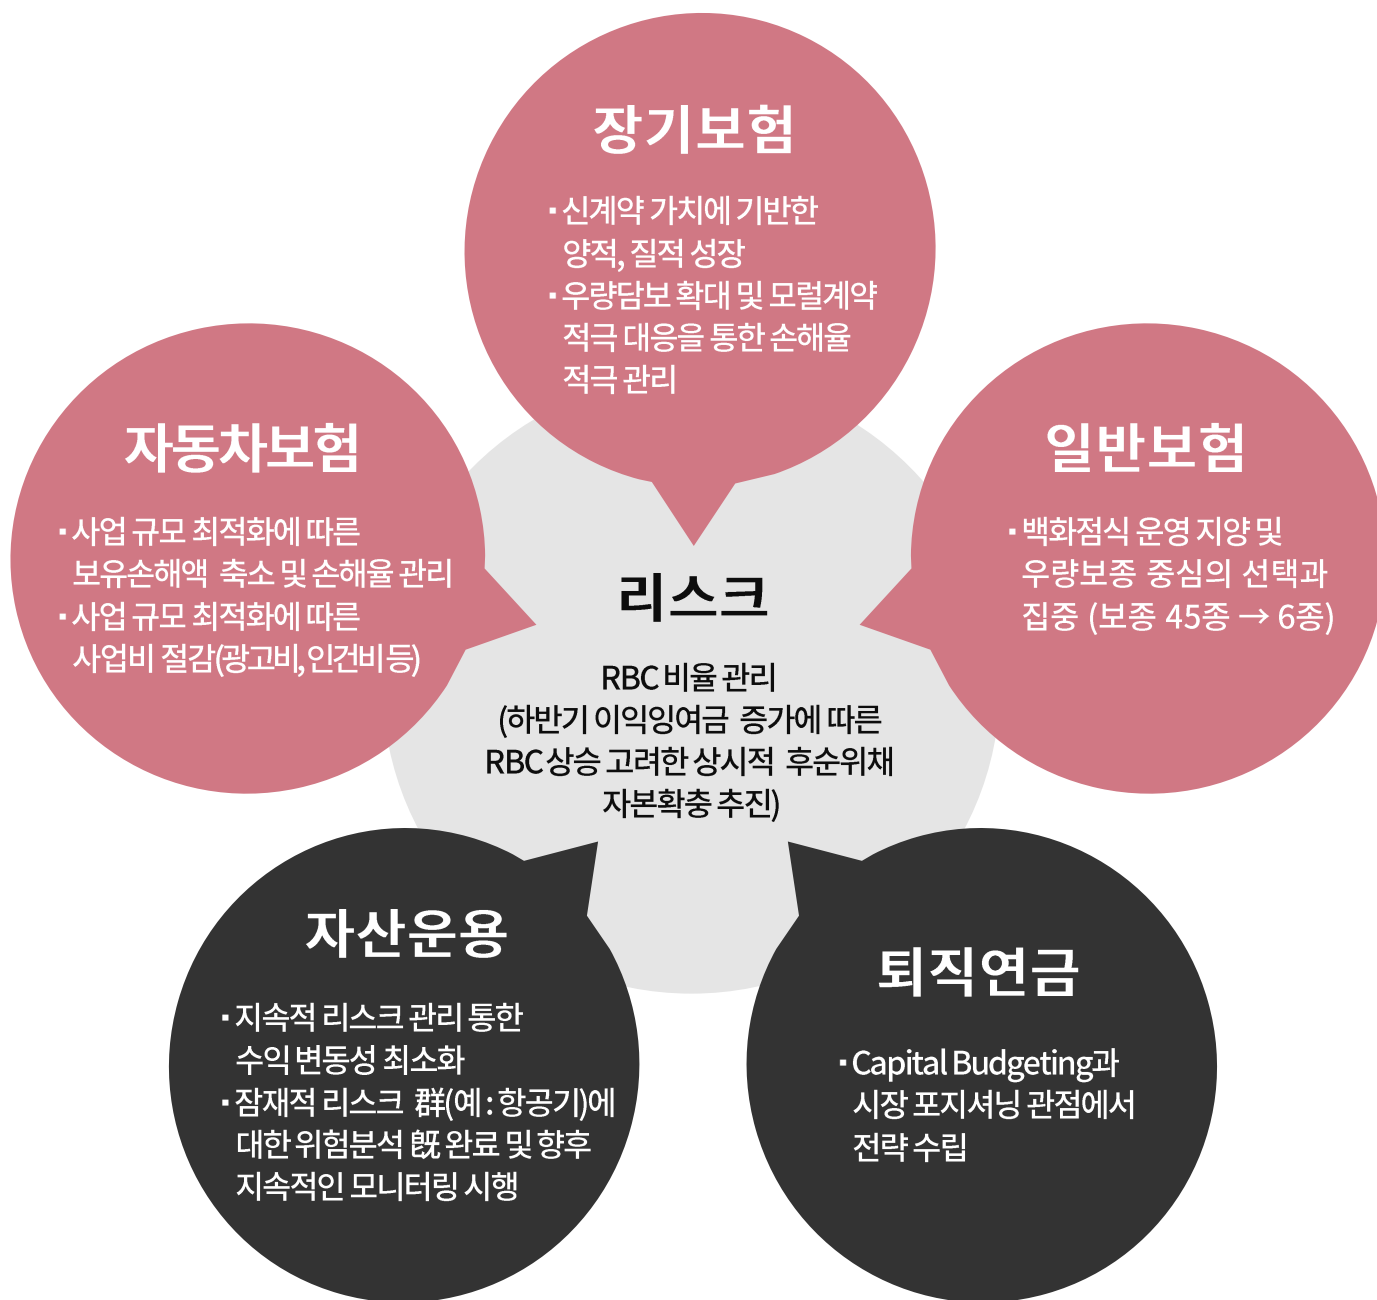 장기보험
· 신계약 가치에 기반한
양적, 질적 성장
· 우량담보 확대 및 모럴계약
적극 대응을 통한 손해율
적극 관리
자동차보험
· 사업 규모 최적화에 따른
보유손해액 축소 및 손해율 관리
· 사업 규모 최적화에 따른
사업비 절감(광고비, 인건비 등)
일반보험
· 백화점식 운영 지양 및
우량보종 중심의 선택과
집중 (보종 45종 → 6종)
리스크
RBC 비율 관리
(하반기 이익잉여금 증가에 따른
RBC 상승 고려한 상시적 후순위채
자본확충 추진)
자산운용
· 지속적 리스크 관리 통한
수익 변동성 최소화
· 잠재적 리스크 群(예 : 항공기)에
대한 위험분석 旣 완료 및 향후
지속적인 모니터링 시행
퇴직연금
· Capital Budgeting과
시장 포지셔닝 관점에서
전략 수립